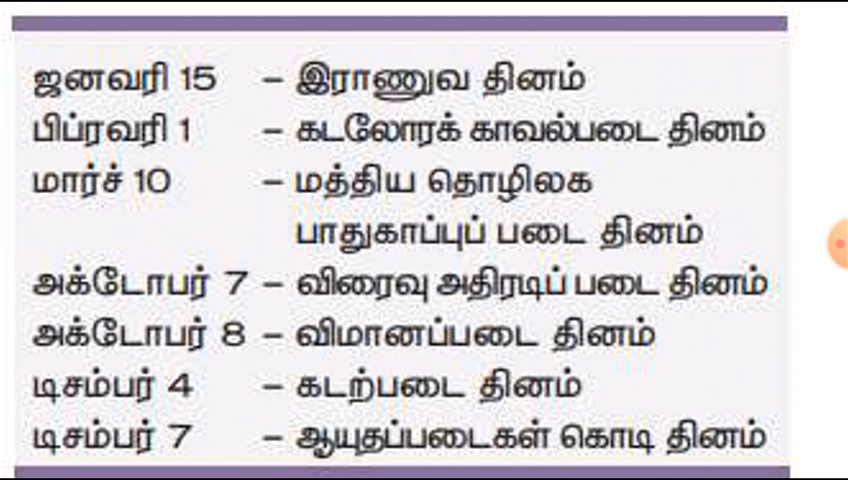 ஜனவரி 15 – இராணுவ தினம்
பிப்ரவரி 1 – கடலோரக் காவல்படை தினம்
மார்ச் 10 – மத்திய தொழிலக
பாதுகாப்புப் படை தினம்
அக்டோபர் 7 – விரைவு அதிரடிப் படை தினம்
அக்டோபர் 8 – விமானப்படை தினம்
டிசம்பர் 4 – கடற்படை தினம்
டிசம்பர் 7 – ஆயுதப்படைகள் கொடி தினம்